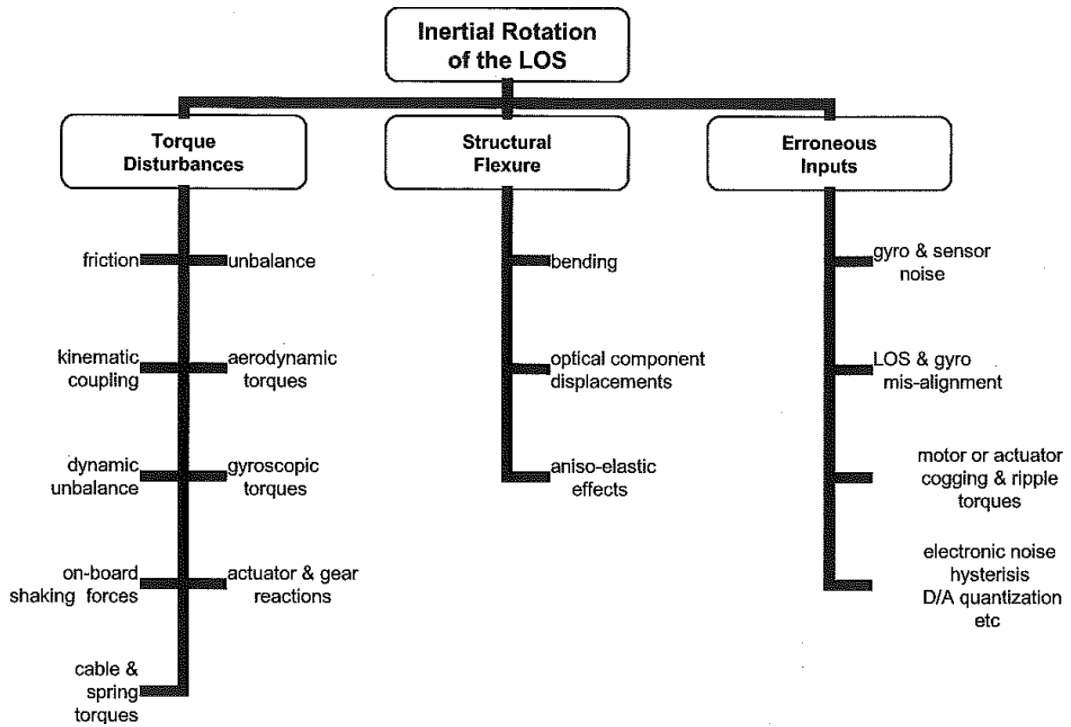 Inertial Rotation
of the LOS
Torque
Disturbances
friction
unbalance
kinematic
coupling
aerodynamic
torques
dynamic
unbalance
gyroscopic
torques
on-board
shaking forces
actuator & gear
reactions
cable &
spring
torques
Structural
Flexure
bending
optical component
displacements
aniso-elastic
effects
Erroneous
Inputs
gyro & sensor
noise
LOS & gyro
mis-alignment
motor or actuator
cogging & ripple
torques
electronic noise
hysterisis
D/A quantization
etc